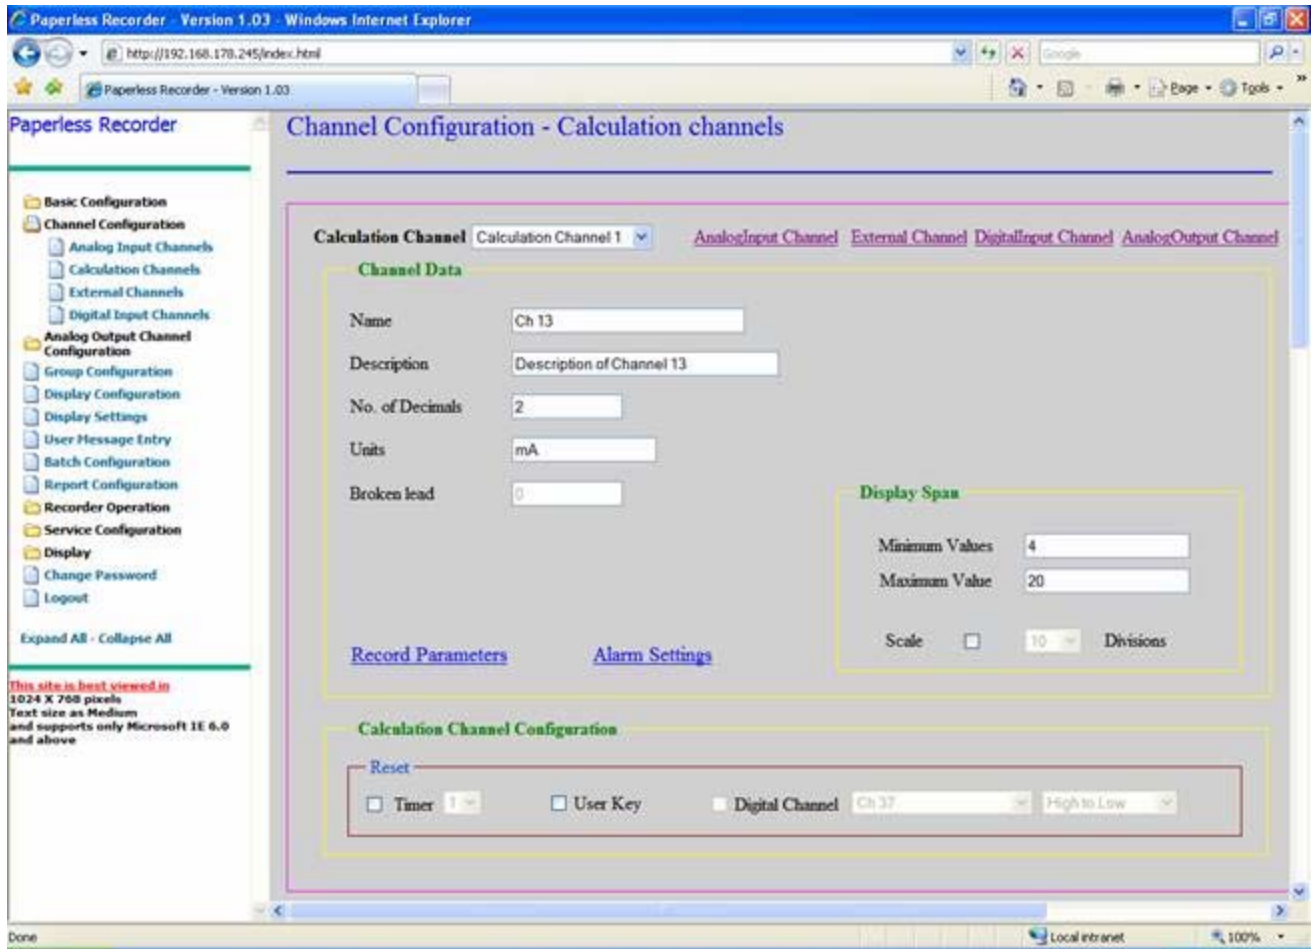 Paperless Recorder - Version 1.03 - Windows Internet Explorer
http://192.168.178.245/index.html
Google
Paperless Recorder - Version 1.03
Page
Tools
Paperless Recorder
Basic Configuration
Channel Configuration
Analog Input Channels
Calculation Channels
External Channels
Digital Input Channels
Analog Output Channel
Configuration
Group Configuration
Display Configuration
Display Settings
User Message Entry
Batch Configuration
Report Configuration
Recorder Operation
Service Configuration
Display
Change Password
Logout
Expand All - Collapse All
This site is best viewed in
1024 X 768 pixels
Text size as Medium
and supports only Microsoft IE 6.0
and above
Channel Configuration - Calculation channels
Calculation Channel Calculation Channel 1 AnalogInput Channel External Channel DigitalInput Channel AnalogOutput Channel
Channel Data
Name Ch 13
Description Description of Channel 13
No. of Decimals 2
Units mA
Broken lead 0
Display Span
Minimum Values 4
Maximum Value 20
Scale 10 Divisions
Record Parameters Alarm Settings
Calculation Channel Configuration
Reset
Timer 1 User Key Digital Channel Ch 37 High to Low
Done Local intranet 100%